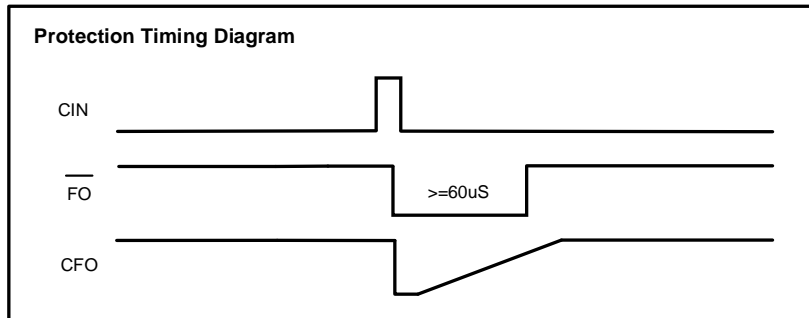 Protection Timing Diagram
CIN
FO
>=60uS
CFO